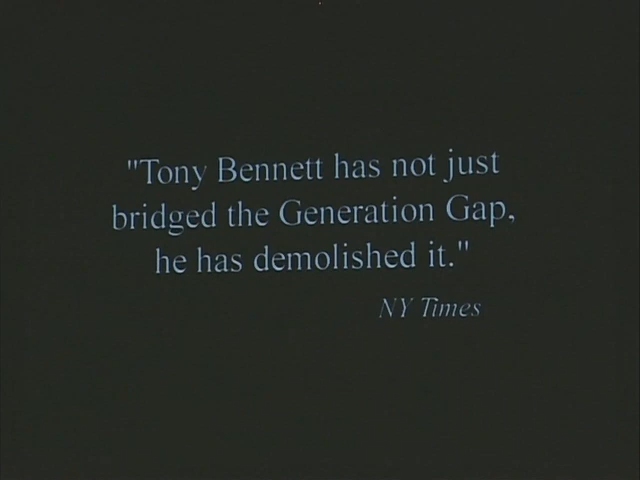 "Tony Bennett has not just
bridged the Generation Gap,
he has demolished it."
NY Times